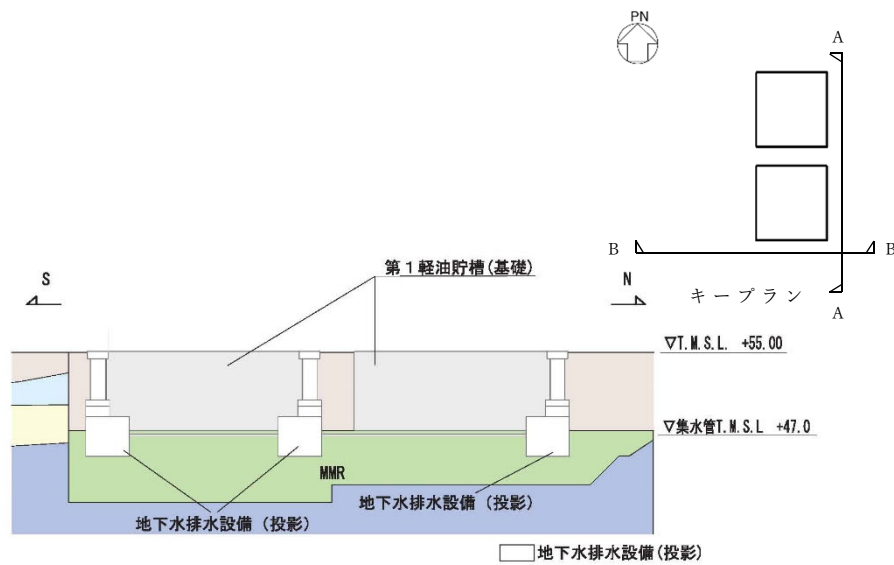 PN
A
B
B
キープラン
A
第1軽油貯槽(基礎)
S
N
▽T.M.S.L. +55.00
▽集水管T.M.S.L +47.0
MMR
地下水排水設備(投影)
地下水排水設備(投影)
地下水排水設備(投影)